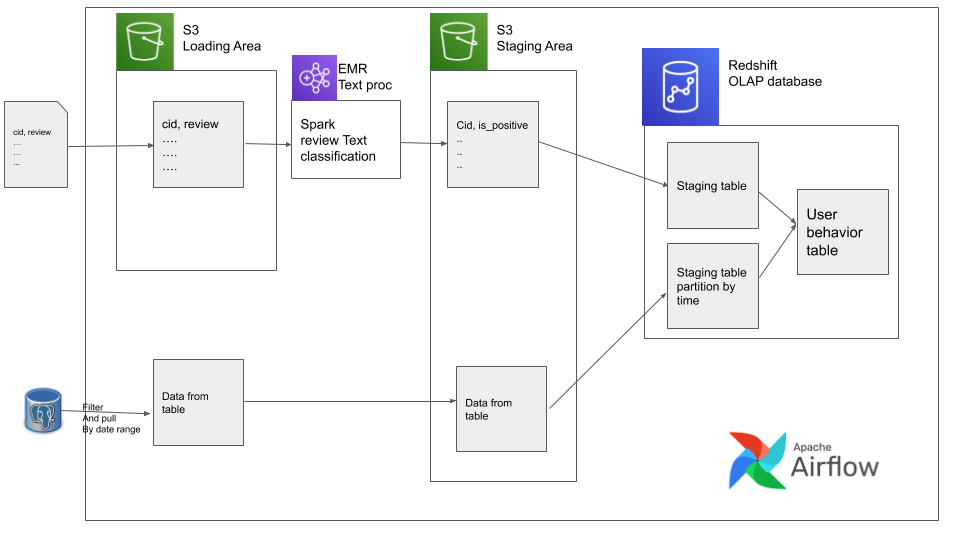 S3
Loading Area
S3
Staging Area
EMR
Text proc
Redshift
OLAP database
cid, review
...
...
...
cid, review
....
....
....
Spark
review Text
classification
Cid, is_positive
..
..
..
Staging table
User
behavior
table
Staging table
partition by
time
Filter
And pull
By date range
Data from
table
Data from
table
Apache
Airflow